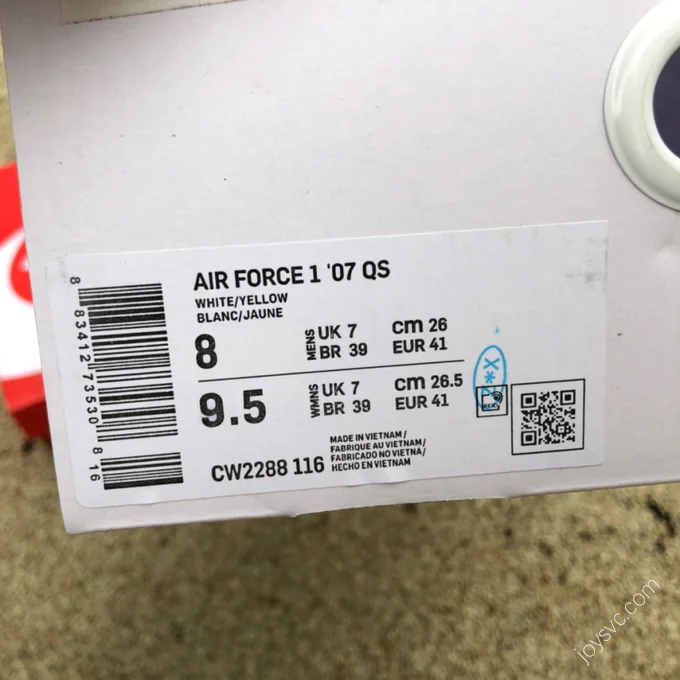 AIR FORCE 1 '07 QS
WHITE/YELLOW
BLANC/JAUNE
8
MENS
UK 7
BR 39
cm 26
EUR 41
9.5
WMNS
UK 7
BR 39
cm 26.5
EUR 41
CW2288 116
MADE IN VIETNAM /
FABRIQUE AU VIETNAM /
FABRICADO NO VIETNA /
HECHO EN VIETNAM
8 83412 73530 8 16
joysvc.com